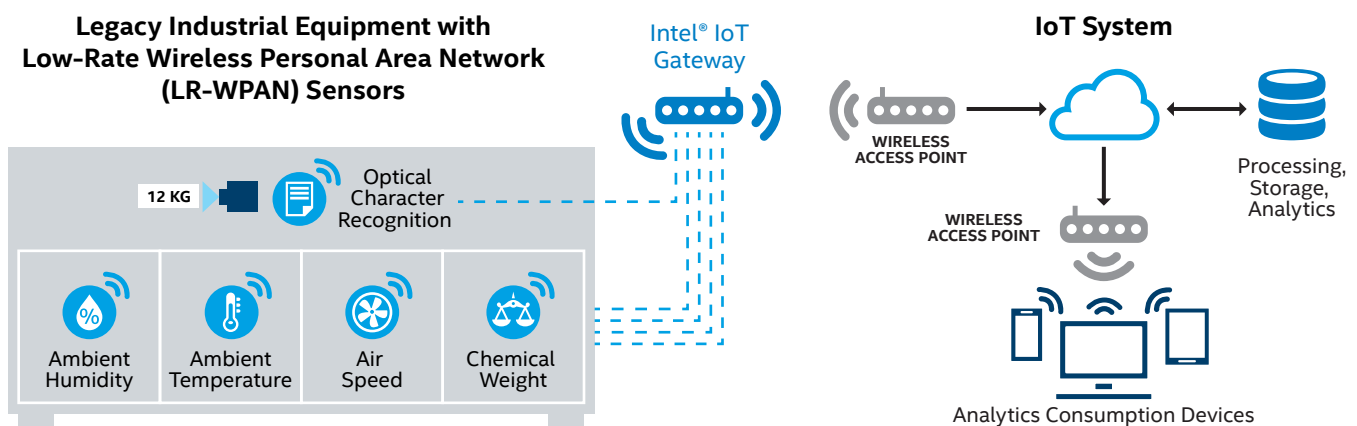 Legacy Industrial Equipment with
Low-Rate Wireless Personal Area Network
(LR-WPAN) Sensors
Intel® IoT
Gateway
IoT System
WIRELESS
ACCESS POINT
Processing,
Storage,
Analytics
12 KG
Optical
Character
Recognition
WIRELESS
ACCESS POINT
%
Ambient
Humidity
Ambient
Temperature
Air
Speed
Chemical
Weight
Analytics Consumption Devices